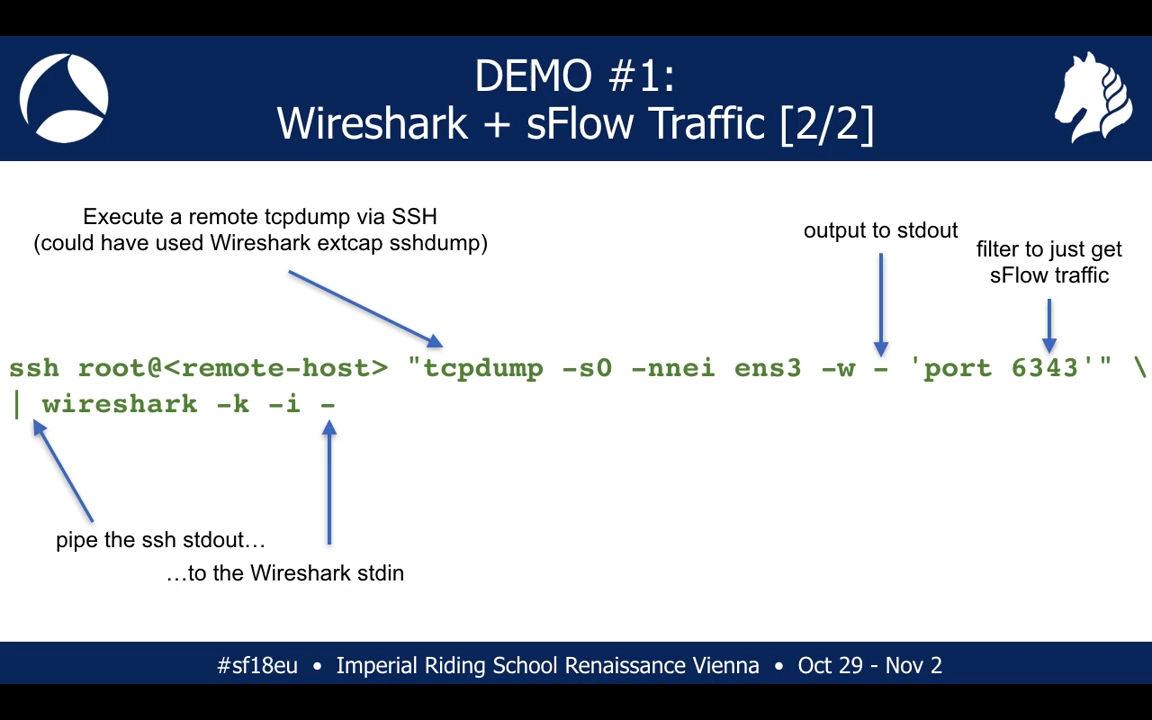 DEMO #1:
Wireshark + sFlow Traffic [2/2]
Execute a remote tcpdump via SSH
(could have used Wireshark extcap sshdump)
output to stdout
filter to just get
sFlow traffic
ssh root@<remote-host> "tcpdump -s0 -nnei ens3 -w - 'port 6343'" \
| wireshark -k -i -
pipe the ssh stdout…
…to the Wireshark stdin
#sf18eu • Imperial Riding School Renaissance Vienna • Oct 29 - Nov 2